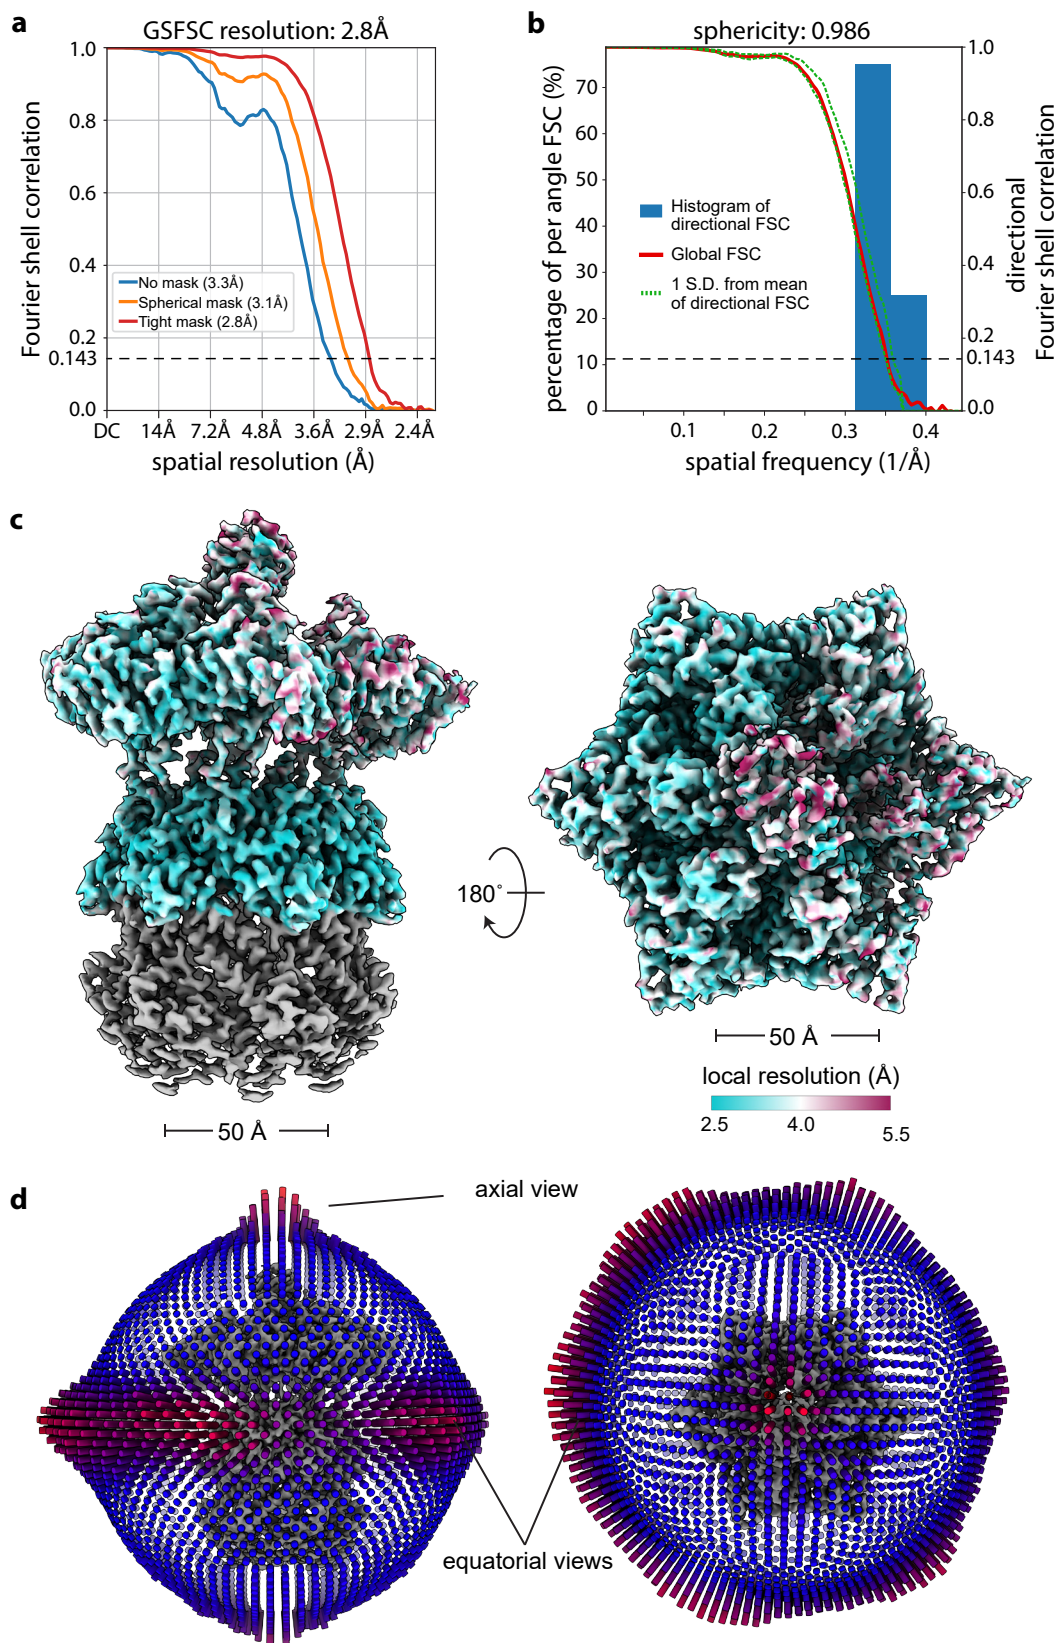 a
GSFSC resolution: 2.8Å
Fourier shell correlation
1.0
0.8
0.6
0.4
0.2
0.143
0.0
No mask (3.3Å)
Spherical mask (3.1Å)
Tight mask (2.8Å)
DC 14Å 7.2Å 4.8Å 3.6Å 2.9Å 2.4Å
spatial resolution (Å)
b
sphericity: 0.986
percentage of per angle FSC (%)
70
60
50
40
30
20
10
0
Histogram of
directional FSC
Global FSC
1 S.D. from mean
of directional FSC
1.0
0.8
0.6
0.4
0.2
0.143
0.0
directional
Fourier shell correlation
0.1 0.2 0.3 0.4
spatial frequency (1/Å)
c
180°
50 Å
50 Å
local resolution (Å)
2.5 4.0 5.5
d
axial view
equatorial views